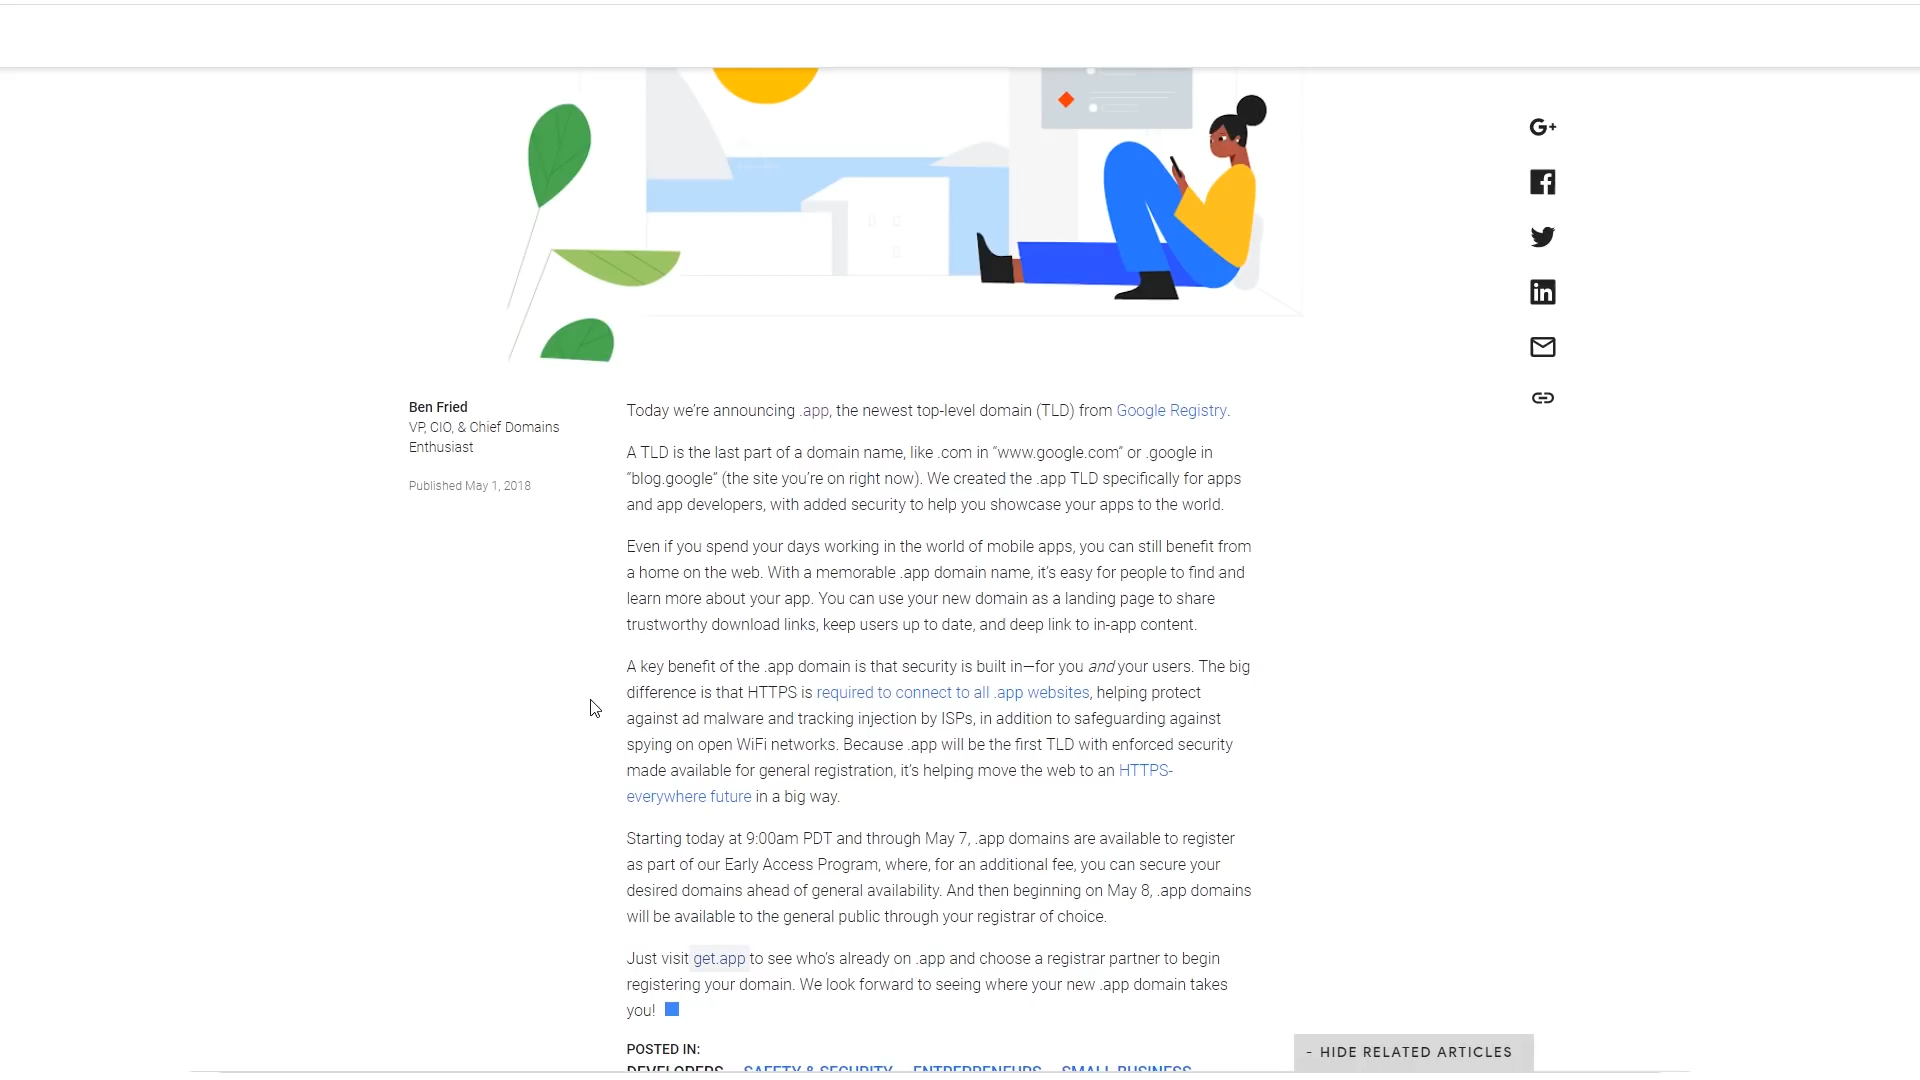 G+
Ben Fried
VP, CIO, & Chief Domains
Enthusiast
Published May 1, 2018
Today we’re announcing .app, the newest top-level domain (TLD) from Google Registry.
A TLD is the last part of a domain name, like .com in “www.google.com” or .google in
“blog.google” (the site you’re on right now). We created the .app TLD specifically for apps
and app developers, with added security to help you showcase your apps to the world.
Even if you spend your days working in the world of mobile apps, you can still benefit from
a home on the web. With a memorable .app domain name, it’s easy for people to find and
learn more about your app. You can use your new domain as a landing page to share
trustworthy download links, keep users up to date, and deep link to in-app content.
A key benefit of the .app domain is that security is built in—for you and your users. The big
difference is that HTTPS is required to connect to all .app websites, helping protect
against ad malware and tracking injection by ISPs, in addition to safeguarding against
spying on open WiFi networks. Because .app will be the first TLD with enforced security
made available for general registration, it’s helping move the web to an HTTPS-
everywhere future in a big way.
Starting today at 9:00am PDT and through May 7, .app domains are available to register
as part of our Early Access Program, where, for an additional fee, you can secure your
desired domains ahead of general availability. And then beginning on May 8, .app domains
will be available to the general public through your registrar of choice.
Just visit get.app to see who’s already on .app and choose a registrar partner to begin
registering your domain. We look forward to seeing where your new .app domain takes
you!
POSTED IN:
DEVELOPERS SAFETY & SECURITY ENTREPRENEURS SMALL BUSINESS
- HIDE RELATED ARTICLES